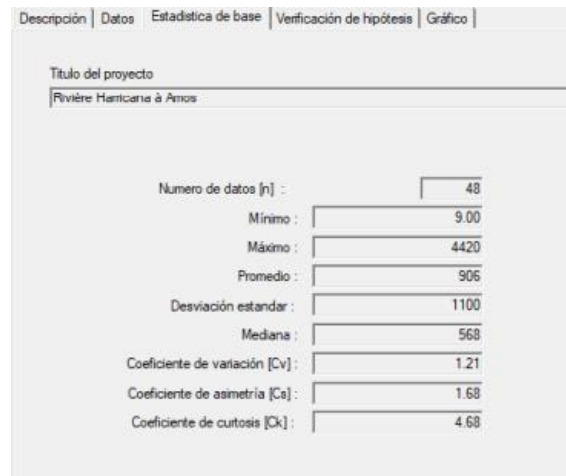 Descripción Datos Estadistica de base Verificación de hipótesis Gráfico
Titulo del proyecto
Rivière Harricana à Amos
Numero de datos [n] : 48
Mínimo : 9.00
Máximo : 4420
Promedio : 906
Desviación estandar : 1100
Mediana : 568
Coeficiente de variación [Cv] : 1.21
Coeficiente de asimetría [Cs] : 1.68
Coeficiente de curtosis [Ck] : 4.68